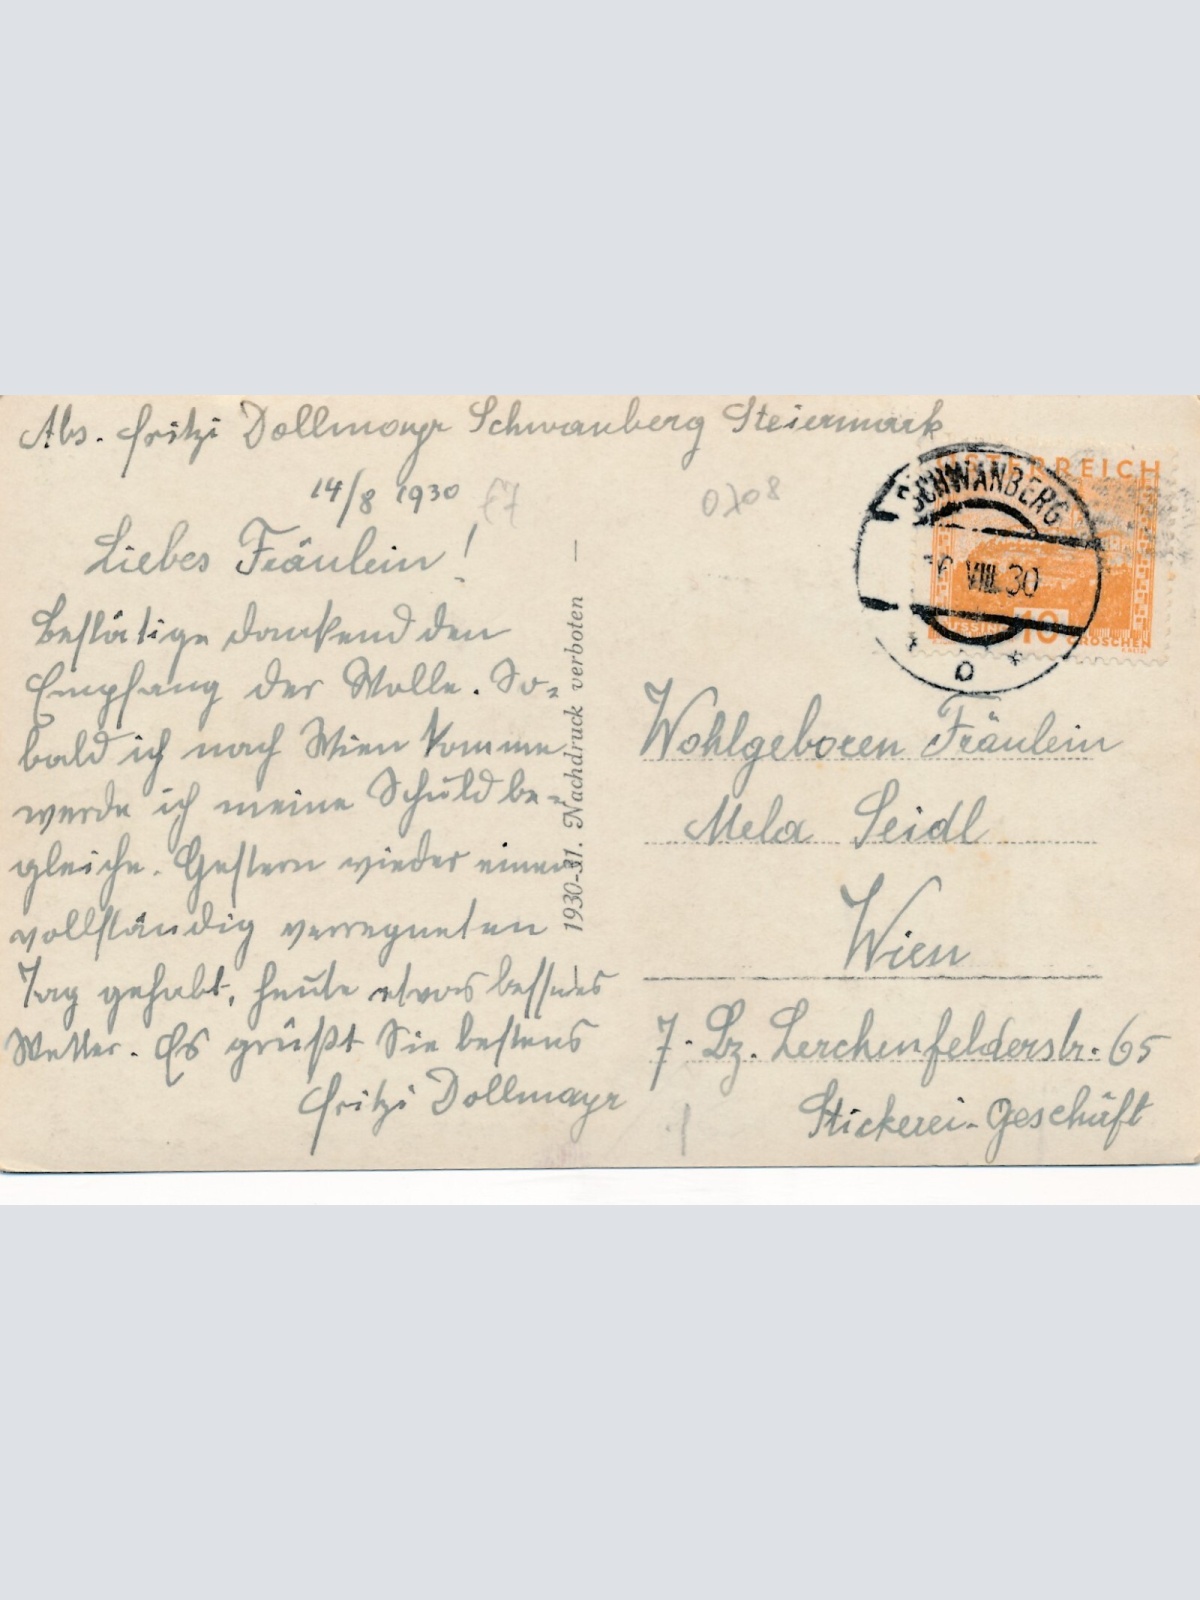 Abs. Fritzi Dollmayr Schwanberg Steiermark
14/8 1930
0708
Liebes Fräulein!
Bestätige dankend den
Empfang der Wolle. So-
bald ich nach Wien komme
werde ich meine Schuld be-
gleiche. Gestern wieder einen
vollständig verregneten
Tag gehabt, heute etwas besseres
Wetter. Es grüßt Sie bestens
Fritzi Dollmayr
1930-31. Nachdruck verboten
ÖSTERREICH
10
GROSCHEN
SCHWANBERG
VIII.30
Wohlgeboren Fräulein
Mela Seidl
Wien
7. Bz. Lerchenfelderstr. 65
Stickerei-Geschäft